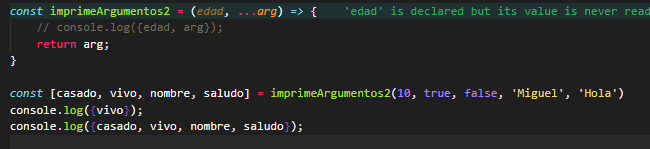 const imprimeArgumentos2 = (edad, ...arg) => {     'edad' is declared but its value is never read
    // console.log({edad, arg});
    return arg;
}
const [casado, vivo, nombre, saludo] = imprimeArgumentos2(10, true, false, 'Miguel', 'Hola')
console.log({vivo});
console.log({casado, vivo, nombre, saludo});